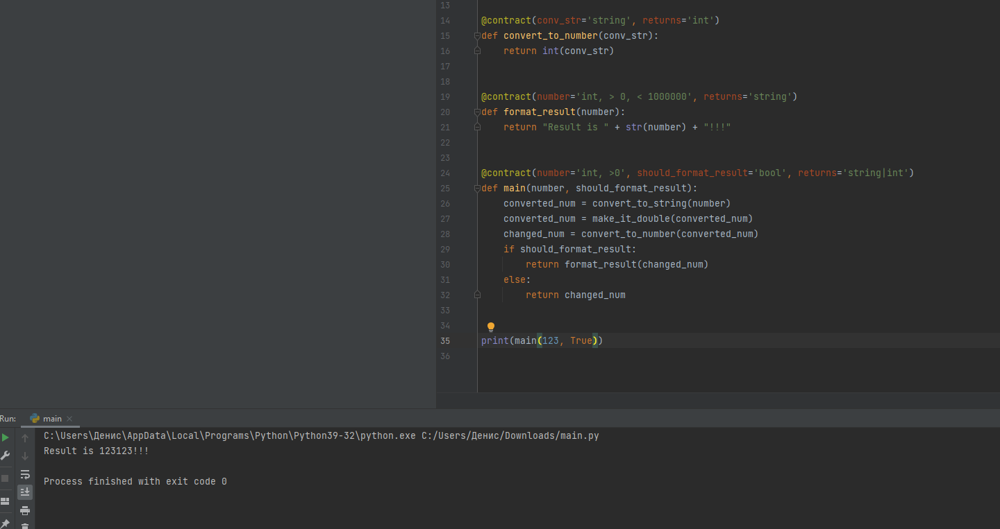 13
14 @contract(conv_str='string', returns='int')
15 def convert_to_number(conv_str):
16     return int(conv_str)
17
18
19 @contract(number='int, > 0, < 1000000', returns='string')
20 def format_result(number):
21     return "Result is " + str(number) + "!!!"
22
23
24 @contract(number='int, >0', should_format_result='bool', returns='string|int')
25 def main(number, should_format_result):
26     converted_num = convert_to_string(number)
27     converted_num = make_it_double(converted_num)
28     changed_num = convert_to_number(converted_num)
29     if should_format_result:
30         return format_result(changed_num)
31     else:
32         return changed_num
33
34
35 print(main(123, True))
36
Run: main
C:\Users\Денис\AppData\Local\Programs\Python\Python39-32\python.exe C:/Users/Денис/Downloads/main.py
Result is 123123!!!
Process finished with exit code 0